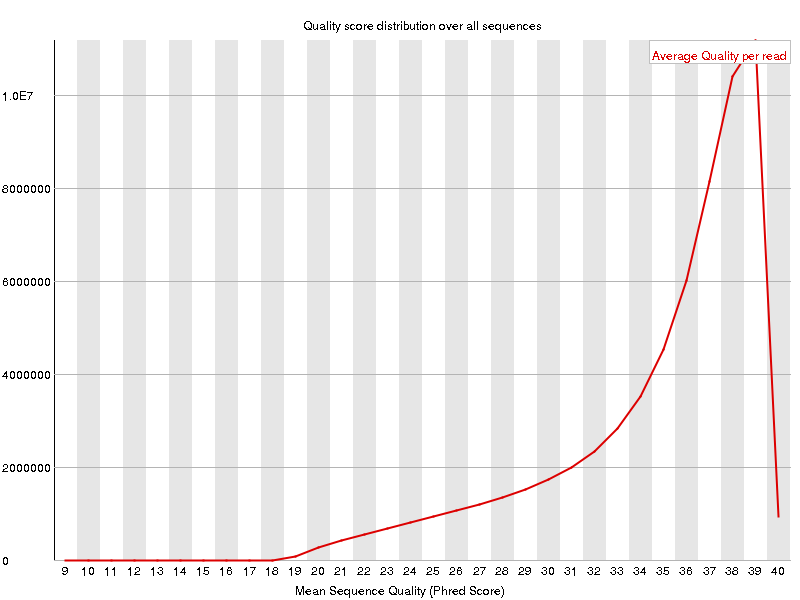 Quality score distribution over all sequences
Average Quality per read
1.0E7
8000000
6000000
4000000
2000000
0
9 10 11 12 13 14 15 16 17 18 19 20 21 22 23 24 25 26 27 28 29 30 31 32 33 34 35 36 37 38 39 40
Mean Sequence Quality (Phred Score)